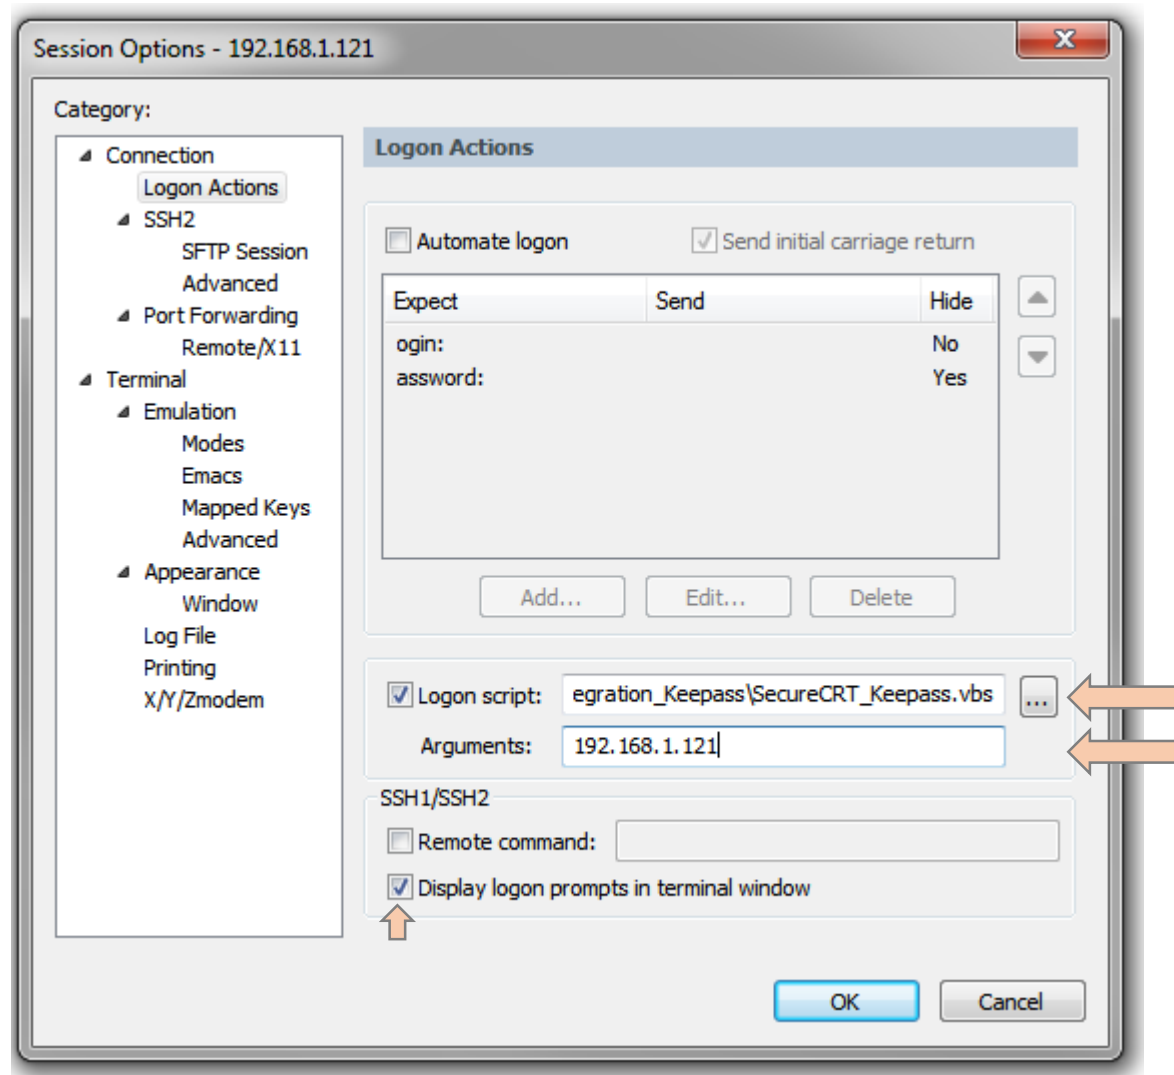 Session Options - 192.168.1.121
Category:
Connection
Logon Actions
SSH2
SFTP Session
Advanced
Port Forwarding
Remote/X11
Terminal
Emulation
Modes
Emacs
Mapped Keys
Advanced
Appearance
Window
Log File
Printing
X/Y/Zmodem
Logon Actions
Automate logon Send initial carriage return
Expect Send Hide
ogin: No
assword: Yes
Add... Edit... Delete
Logon script: egration_Keepass\SecureCRT_Keepass.vbs ...
Arguments: 192.168.1.121
SSH1/SSH2
Remote command:
Display logon prompts in terminal window
OK Cancel